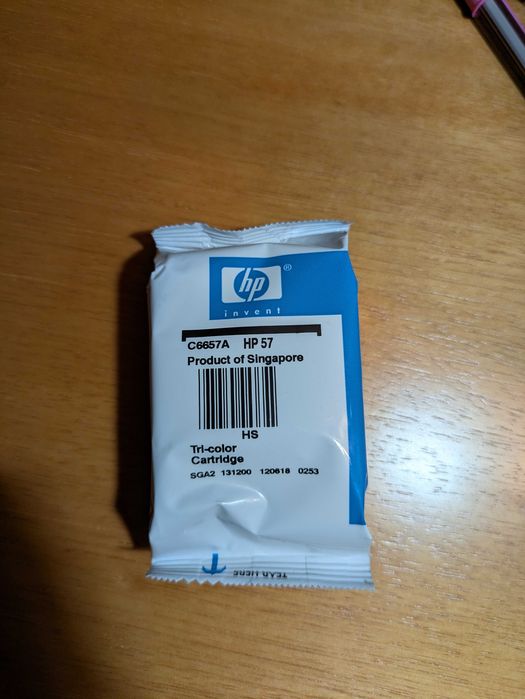 hp®
invent
C6657A HP 57
Product of Singapore
HS
Tri-color
Cartridge
SGA2 131200 120618 0253
TEAR HERE